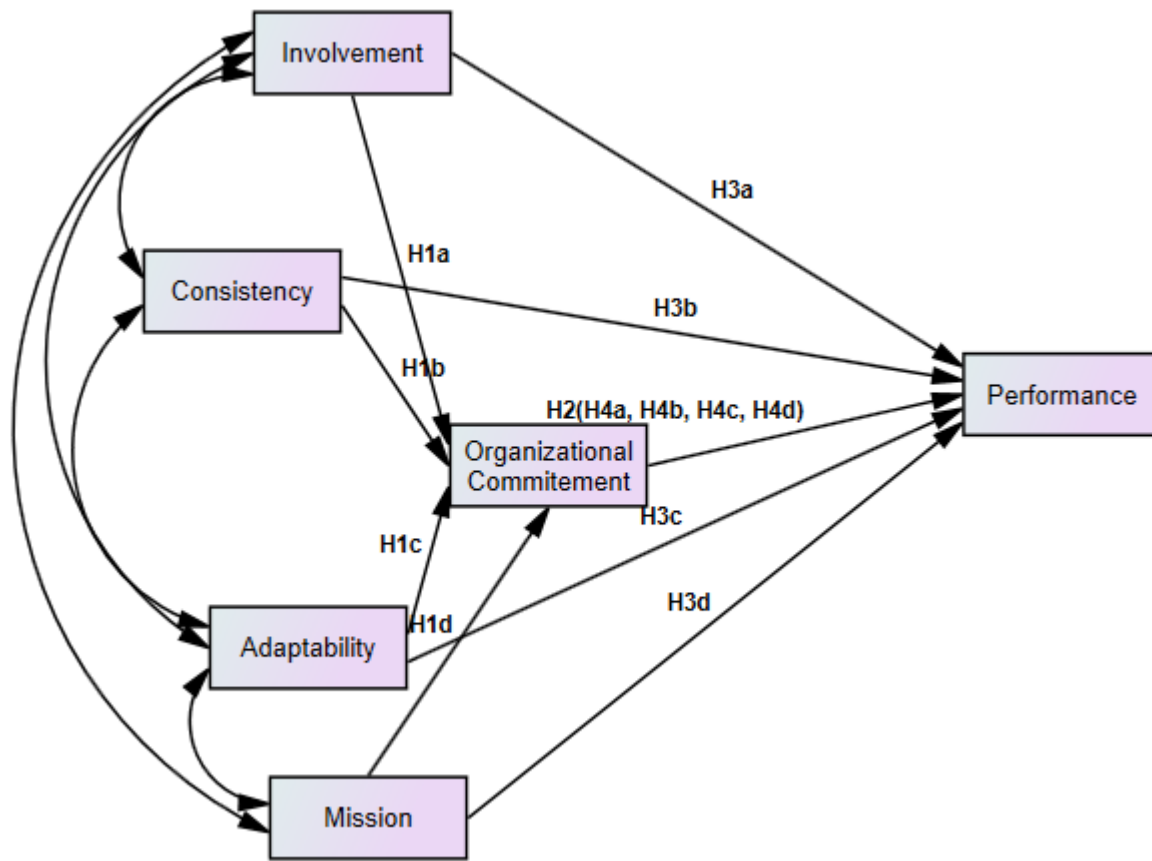 Involvement
H3a
H1a
Consistency
H3b
H1b
Performance
H2(H4a, H4b, H4c, H4d)
Organizational
Commitement
H3c
H1c
H3d
H1d
Adaptability
Mission